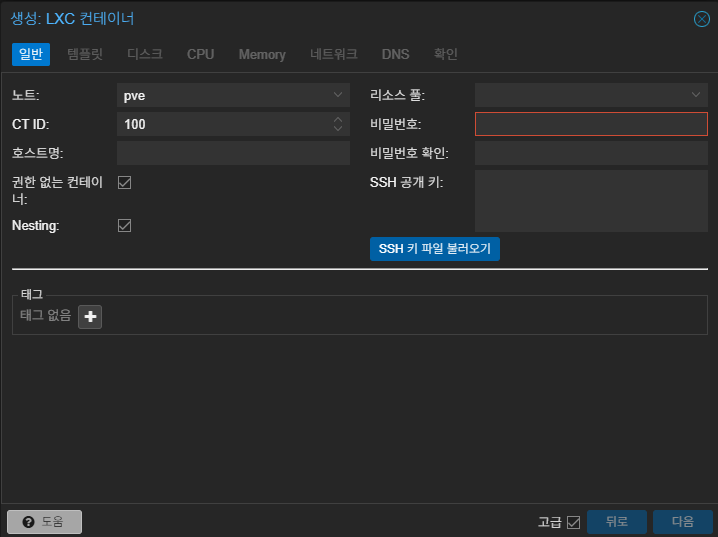 생성: LXC 컨테이너
일반 템플릿 디스크 CPU Memory 네트워크 DNS 확인
노트: pve 리소스 풀:
CT ID: 100 비밀번호:
호스트명: 비밀번호 확인:
권한 없는 컨테이 SSH 공개 키:
너:
Nesting:
SSH 키 파일 불러오기
태그
태그 없음
도움 고급 뒤로 다음